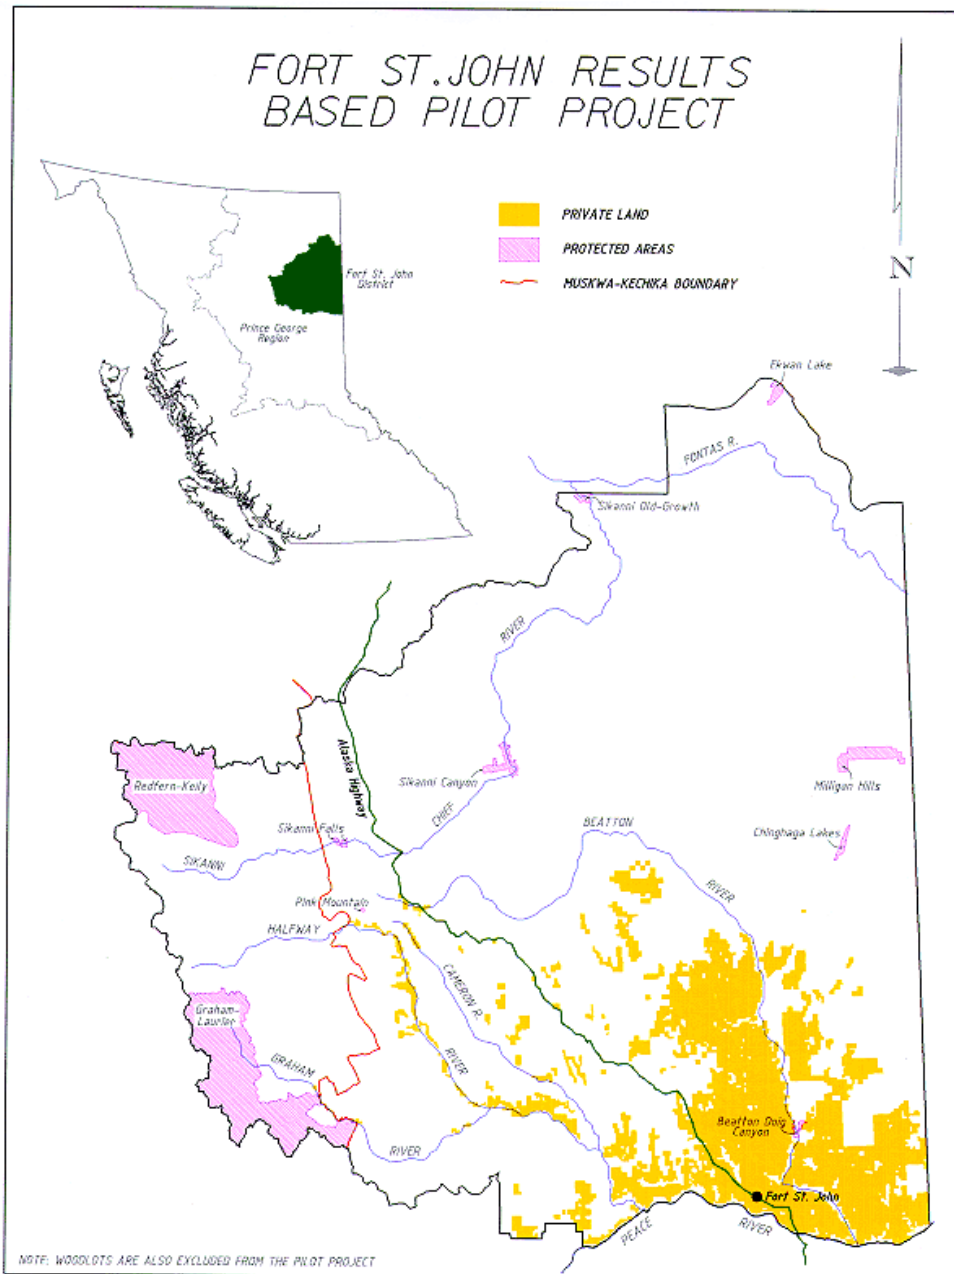 FORT ST.JOHN RESULTS
BASED PILOT PROJECT
PRIVATE LAND
PROTECTED AREAS
MUSKWA-KECHIKA BOUNDARY
N
Fort St. John
District
Prince George
Region
Ekwan Lake
FONTAS R.
Sikanni Old-Growth
RIVER
Alaska Highway
Redfern-Keily
Sikanni Canyon
Milligan Hills
CHIEF
Sikanni Falls
BEATTON
Chinghaga Lakes
SIKANNI
RIVER
Pink Mountain
HALFWAY
CAMERON R.
Graham-
Laurier
GRAHAM
RIVER
Beatton Doig
Canyon
RIVER
Fort St. John
PEACE
RIVER
NOTE: WOODLOTS ARE ALSO EXCLUDED FROM THE PILOT PROJECT